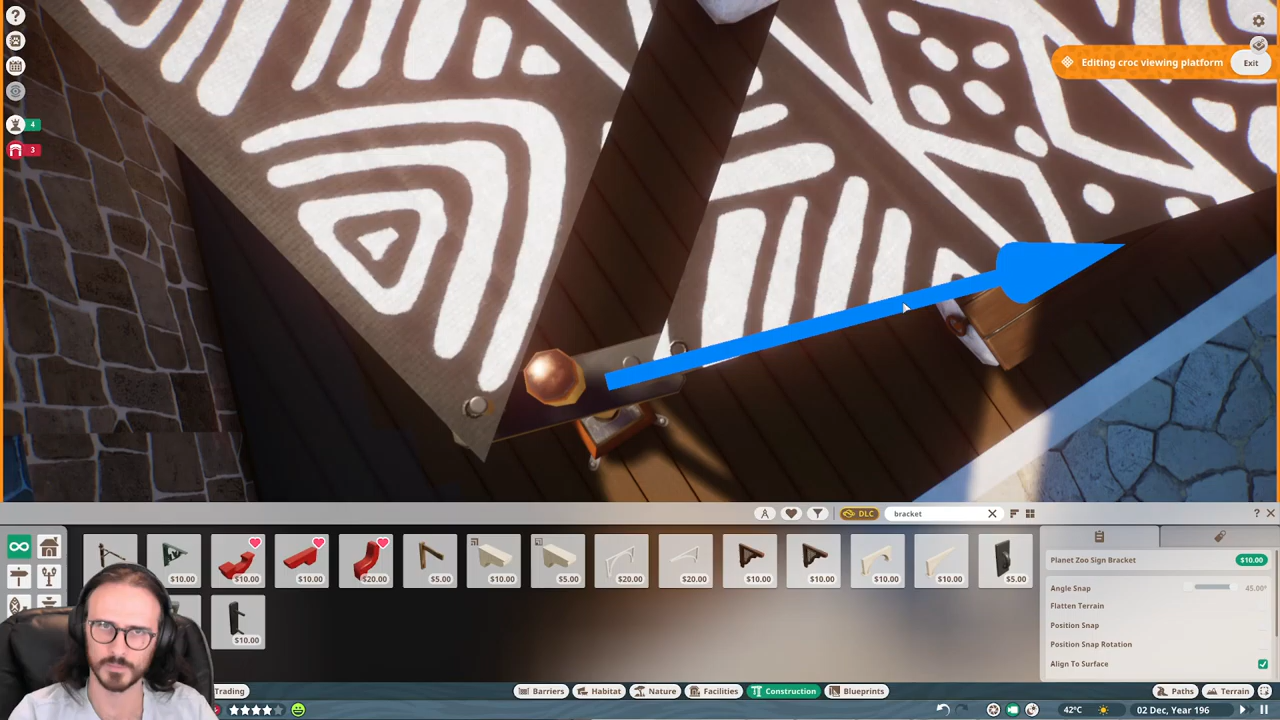 ?
Editing croc viewing platform Exit
4
3
DLC bracket ?
$10.00 $10.00 $10.00 $20.00 $5.00 $10.00 $5.00 $20.00 $20.00 $10.00 $10.00 $10.00 $10.00 $5.00
$10.00
Planet Zoo Sign Bracket $10.00
Angle Snap 45.00°
Flatten Terrain
Position Snap
Position Snap Rotation
Align To Surface
Trading Barriers Habitat Nature Facilities Construction Blueprints Paths Terrain
42°C 02 Dec, Year 196